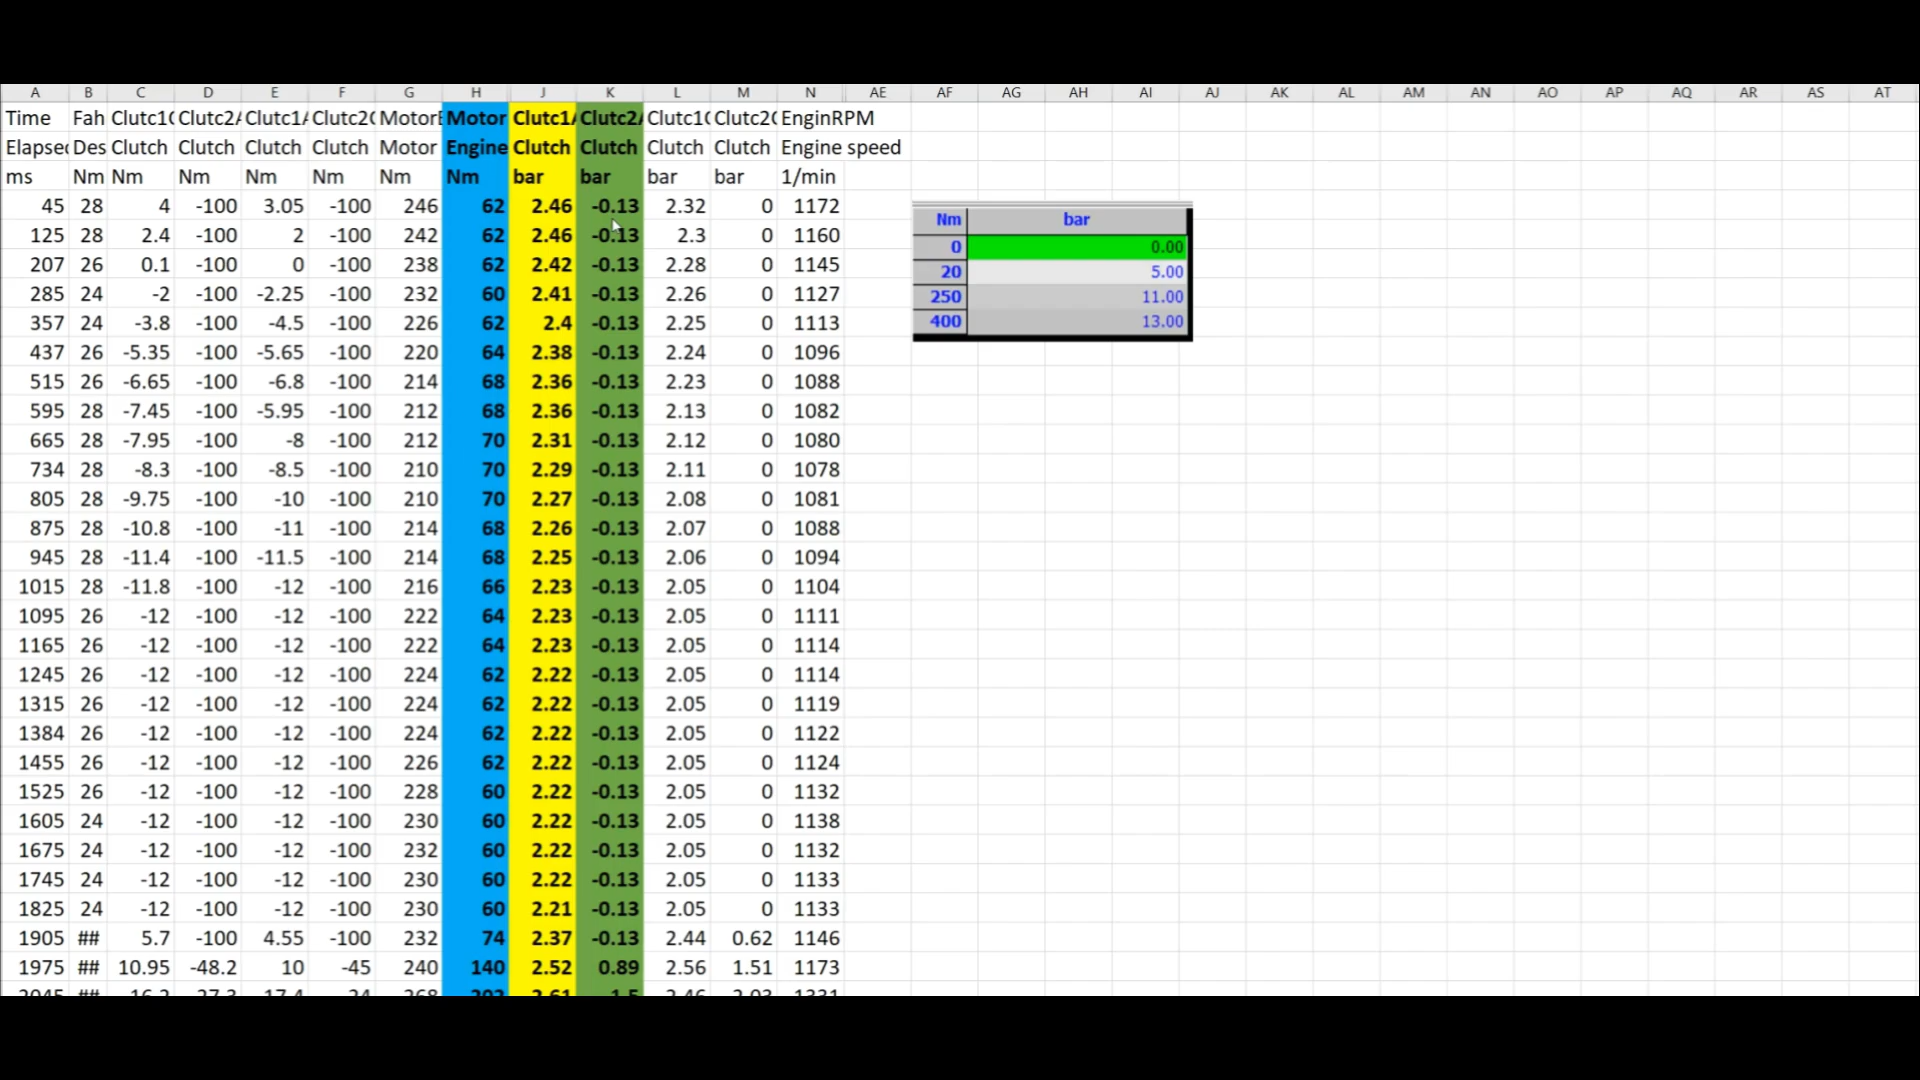 A B C D E F G H J K L M N AE AF AG AH AI AJ AK AL AM AN AO AP AQ AR AS AT
Time Fah Clutc1( Clutc2/ Clutc1/ Clutc2( Motor Motor Clutc1/ Clutc2/ Clutc1( Clutc2( EnginRPM
Elapsed Des Clutch Clutch Clutch Clutch Motor Engine Clutch Clutch Clutch Clutch Engine speed
ms Nm Nm Nm Nm Nm Nm Nm bar bar bar bar 1/min
45 28 4 -100 3.05 -100 246 62 2.46 -0.13 2.32 0 1172
125 28 2.4 -100 2 -100 242 62 2.46 -0.13 2.3 0 1160
207 26 0.1 -100 0 -100 238 62 2.42 -0.13 2.28 0 1145
285 24 -2 -100 -2.25 -100 232 60 2.41 -0.13 2.26 0 1127
357 24 -3.8 -100 -4.5 -100 226 62 2.4 -0.13 2.25 0 1113
437 26 -5.35 -100 -5.65 -100 220 64 2.38 -0.13 2.24 0 1096
515 26 -6.65 -100 -6.8 -100 214 68 2.36 -0.13 2.23 0 1088
595 28 -7.45 -100 -5.95 -100 212 68 2.36 -0.13 2.13 0 1082
665 28 -7.95 -100 -8 -100 212 70 2.31 -0.13 2.12 0 1080
734 28 -8.3 -100 -8.5 -100 210 70 2.29 -0.13 2.11 0 1078
805 28 -9.75 -100 -10 -100 210 70 2.27 -0.13 2.08 0 1081
875 28 -10.8 -100 -11 -100 214 68 2.26 -0.13 2.07 0 1088
945 28 -11.4 -100 -11.5 -100 214 68 2.25 -0.13 2.06 0 1094
1015 28 -11.8 -100 -12 -100 216 66 2.23 -0.13 2.05 0 1104
1095 26 -12 -100 -12 -100 222 64 2.23 -0.13 2.05 0 1111
1165 26 -12 -100 -12 -100 222 64 2.23 -0.13 2.05 0 1114
1245 26 -12 -100 -12 -100 224 62 2.22 -0.13 2.05 0 1114
1315 26 -12 -100 -12 -100 224 62 2.22 -0.13 2.05 0 1119
1384 26 -12 -100 -12 -100 224 62 2.22 -0.13 2.05 0 1122
1455 26 -12 -100 -12 -100 226 62 2.22 -0.13 2.05 0 1124
1525 26 -12 -100 -12 -100 228 60 2.22 -0.13 2.05 0 1132
1605 24 -12 -100 -12 -100 230 60 2.22 -0.13 2.05 0 1138
1675 24 -12 -100 -12 -100 232 60 2.22 -0.13 2.05 0 1132
1745 24 -12 -100 -12 -100 230 60 2.22 -0.13 2.05 0 1133
1825 24 -12 -100 -12 -100 230 60 2.21 -0.13 2.05 0 1133
1905 ## 5.7 -100 4.55 -100 232 74 2.37 -0.13 2.44 0.62 1146
1975 ## 10.95 -48.2 10 -45 240 140 2.52 0.89 2.56 1.51 1173
Nm bar
0 0.00
20 5.00
250 11.00
400 13.00